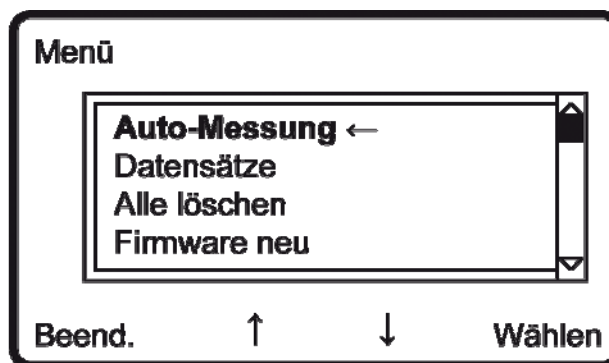 Menü
Auto-Messung ←
Datensätze
Alle löschen
Firmware neu
Beend. ↑ ↓ Wählen